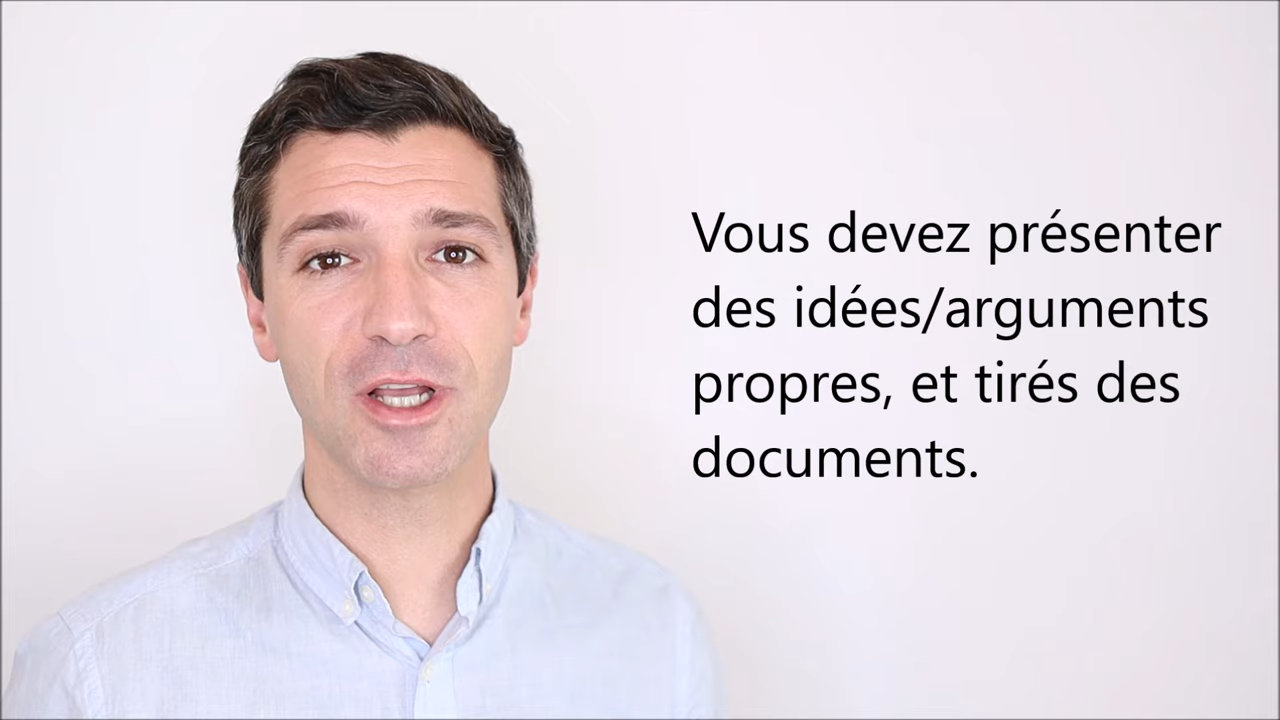 Vous devez présenter
des idées/arguments
propres, et tirés des
documents.